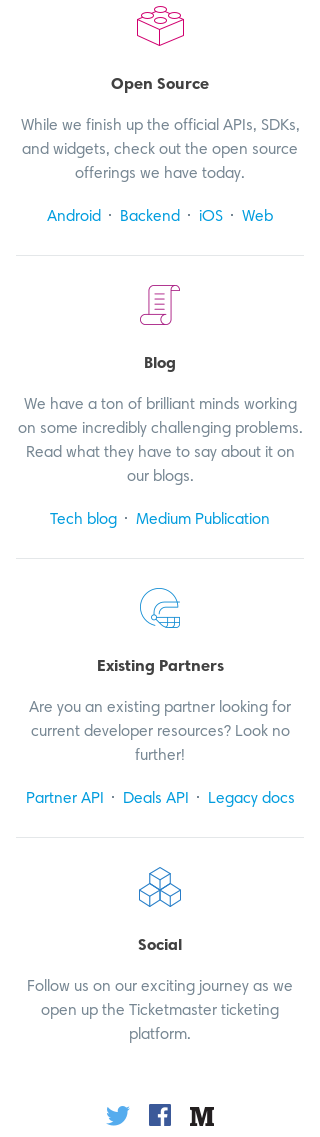 Open Source
While we finish up the official APIs, SDKs,
and widgets, check out the open source
offerings we have today.
Android · Backend · iOS · Web
Blog
We have a ton of brilliant minds working
on some incredibly challenging problems.
Read what they have to say about it on
our blogs.
Tech blog · Medium Publication
Existing Partners
Are you an existing partner looking for
current developer resources? Look no
further!
Partner API · Deals API · Legacy docs
Social
Follow us on our exciting journey as we
open up the Ticketmaster ticketing
platform.